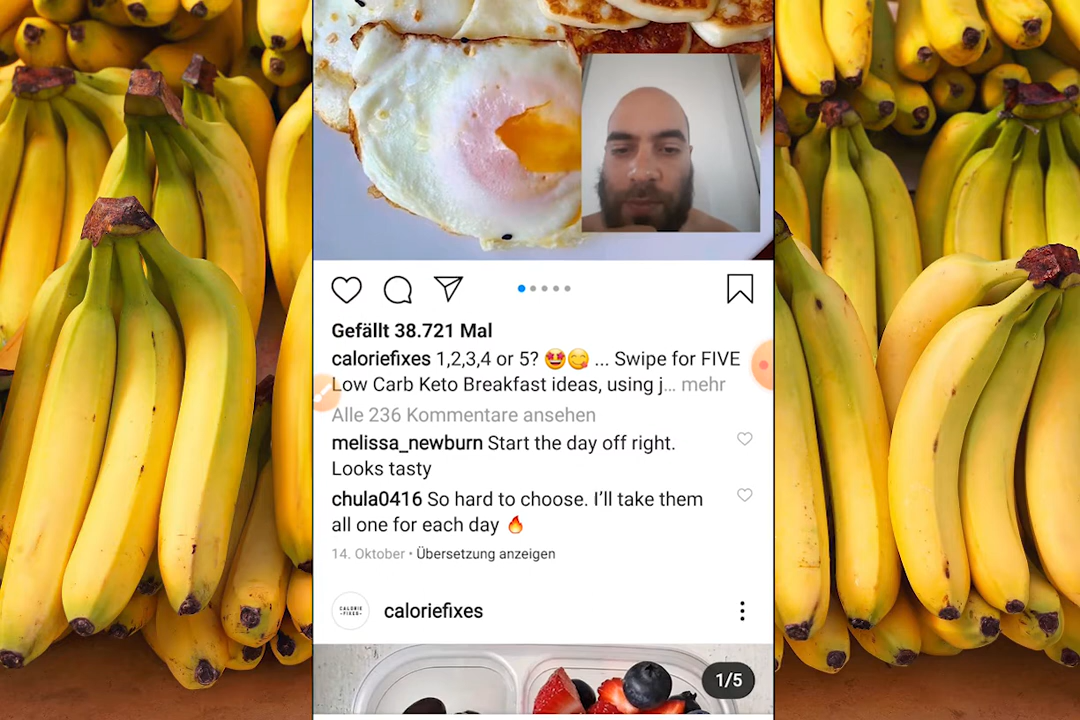 Gefällt 38.721 Mal
caloriefixes 1,2,3,4 or 5? 🤩😋 ... Swipe for FIVE
Low Carb Keto Breakfast ideas, using j... mehr
Alle 236 Kommentare ansehen
melissa_newburn Start the day off right.
Looks tasty
chula0416 So hard to choose. I’ll take them
all one for each day 🔥
14. Oktober • Übersetzung anzeigen
CALORIE
-FIXES-
caloriefixes
1/5